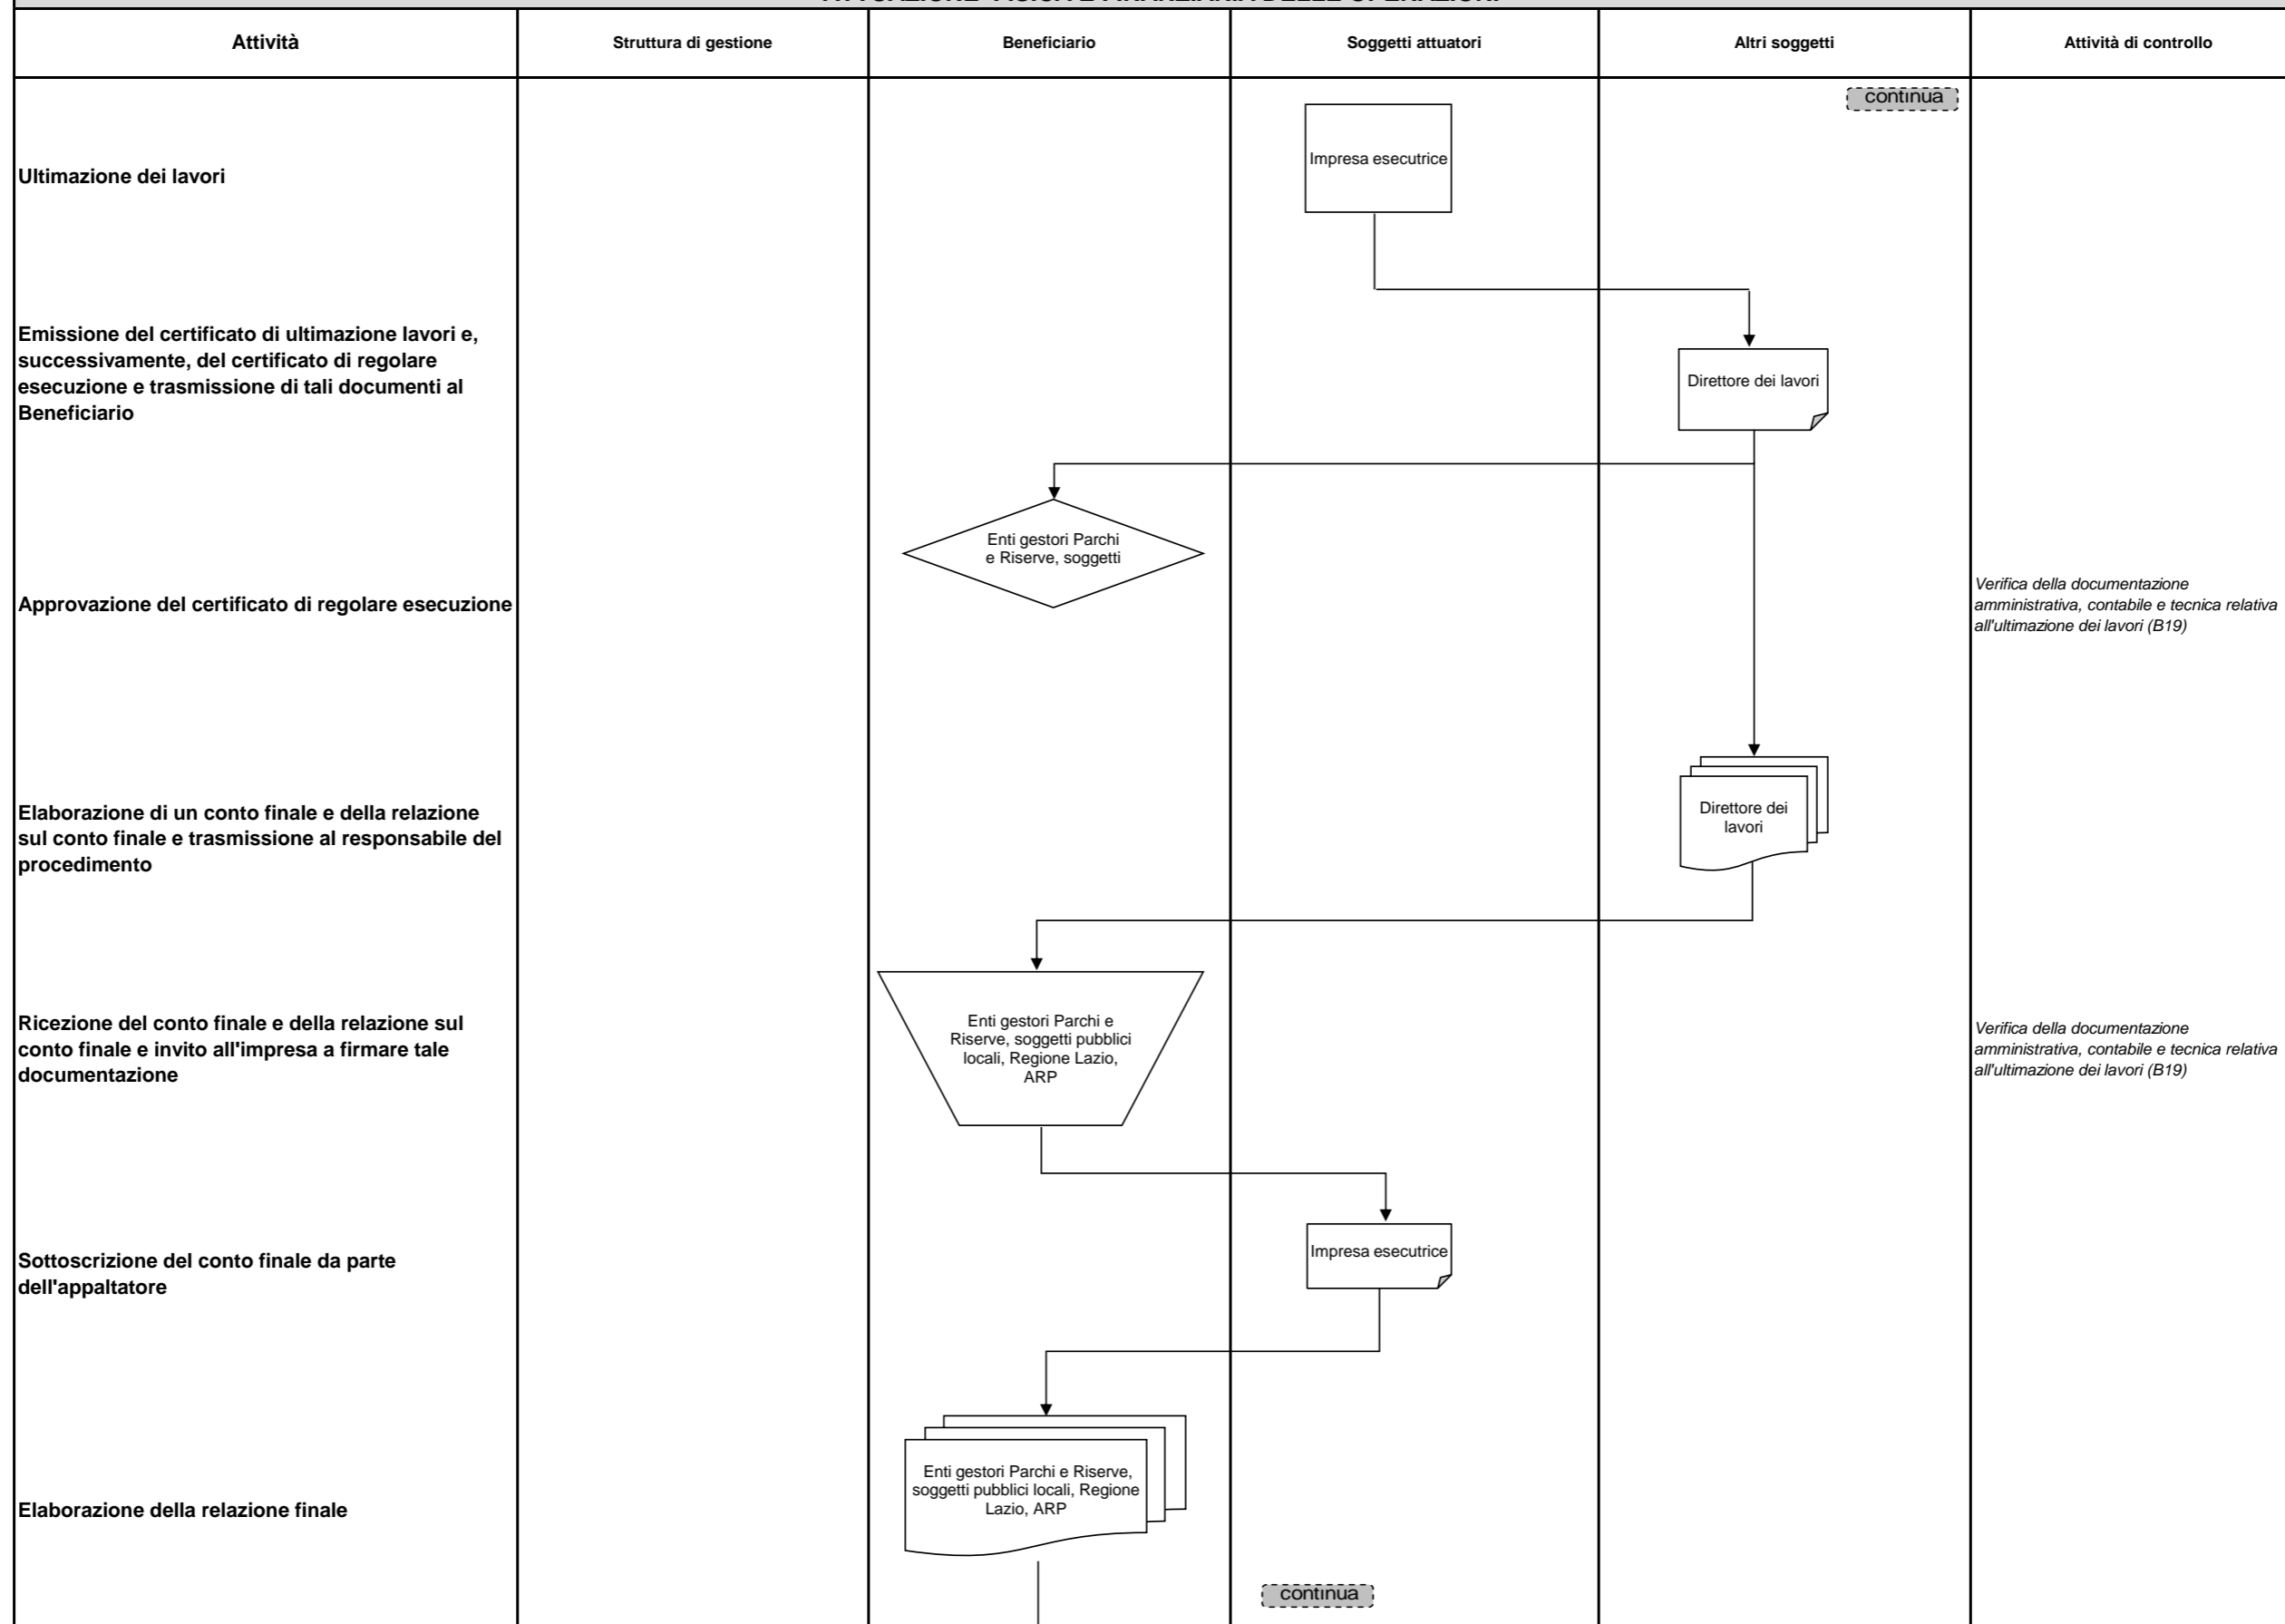 Attività
Struttura di gestione
Beneficiario
Soggetti attuatori
Altri soggetti
Attività di controllo
continua
Ultimazione dei lavori
Impresa esecutrice
Emissione del certificato di ultimazione lavori e,
successivamente, del certificato di regolare
esecuzione e trasmissione di tali documenti al
Beneficiario
Direttore dei lavori
Enti gestori Parchi
e Riserve, soggetti
Approvazione del certificato di regolare esecuzione
Verifica della documentazione
amministrativa, contabile e tecnica relativa
all'ultimazione dei lavori (B19)
Elaborazione di un conto finale e della relazione
sul conto finale e trasmissione al responsabile del
procedimento
Direttore dei
lavori
Ricezione del conto finale e della relazione sul
conto finale e invito all'impresa a firmare tale
documentazione
Enti gestori Parchi e
Riserve, soggetti pubblici
locali, Regione Lazio,
ARP
Verifica della documentazione
amministrativa, contabile e tecnica relativa
all'ultimazione dei lavori (B19)
Sottoscrizione del conto finale da parte
dell'appaltatore
Impresa esecutrice
Elaborazione della relazione finale
Enti gestori Parchi e Riserve,
soggetti pubblici locali, Regione
Lazio, ARP
continua